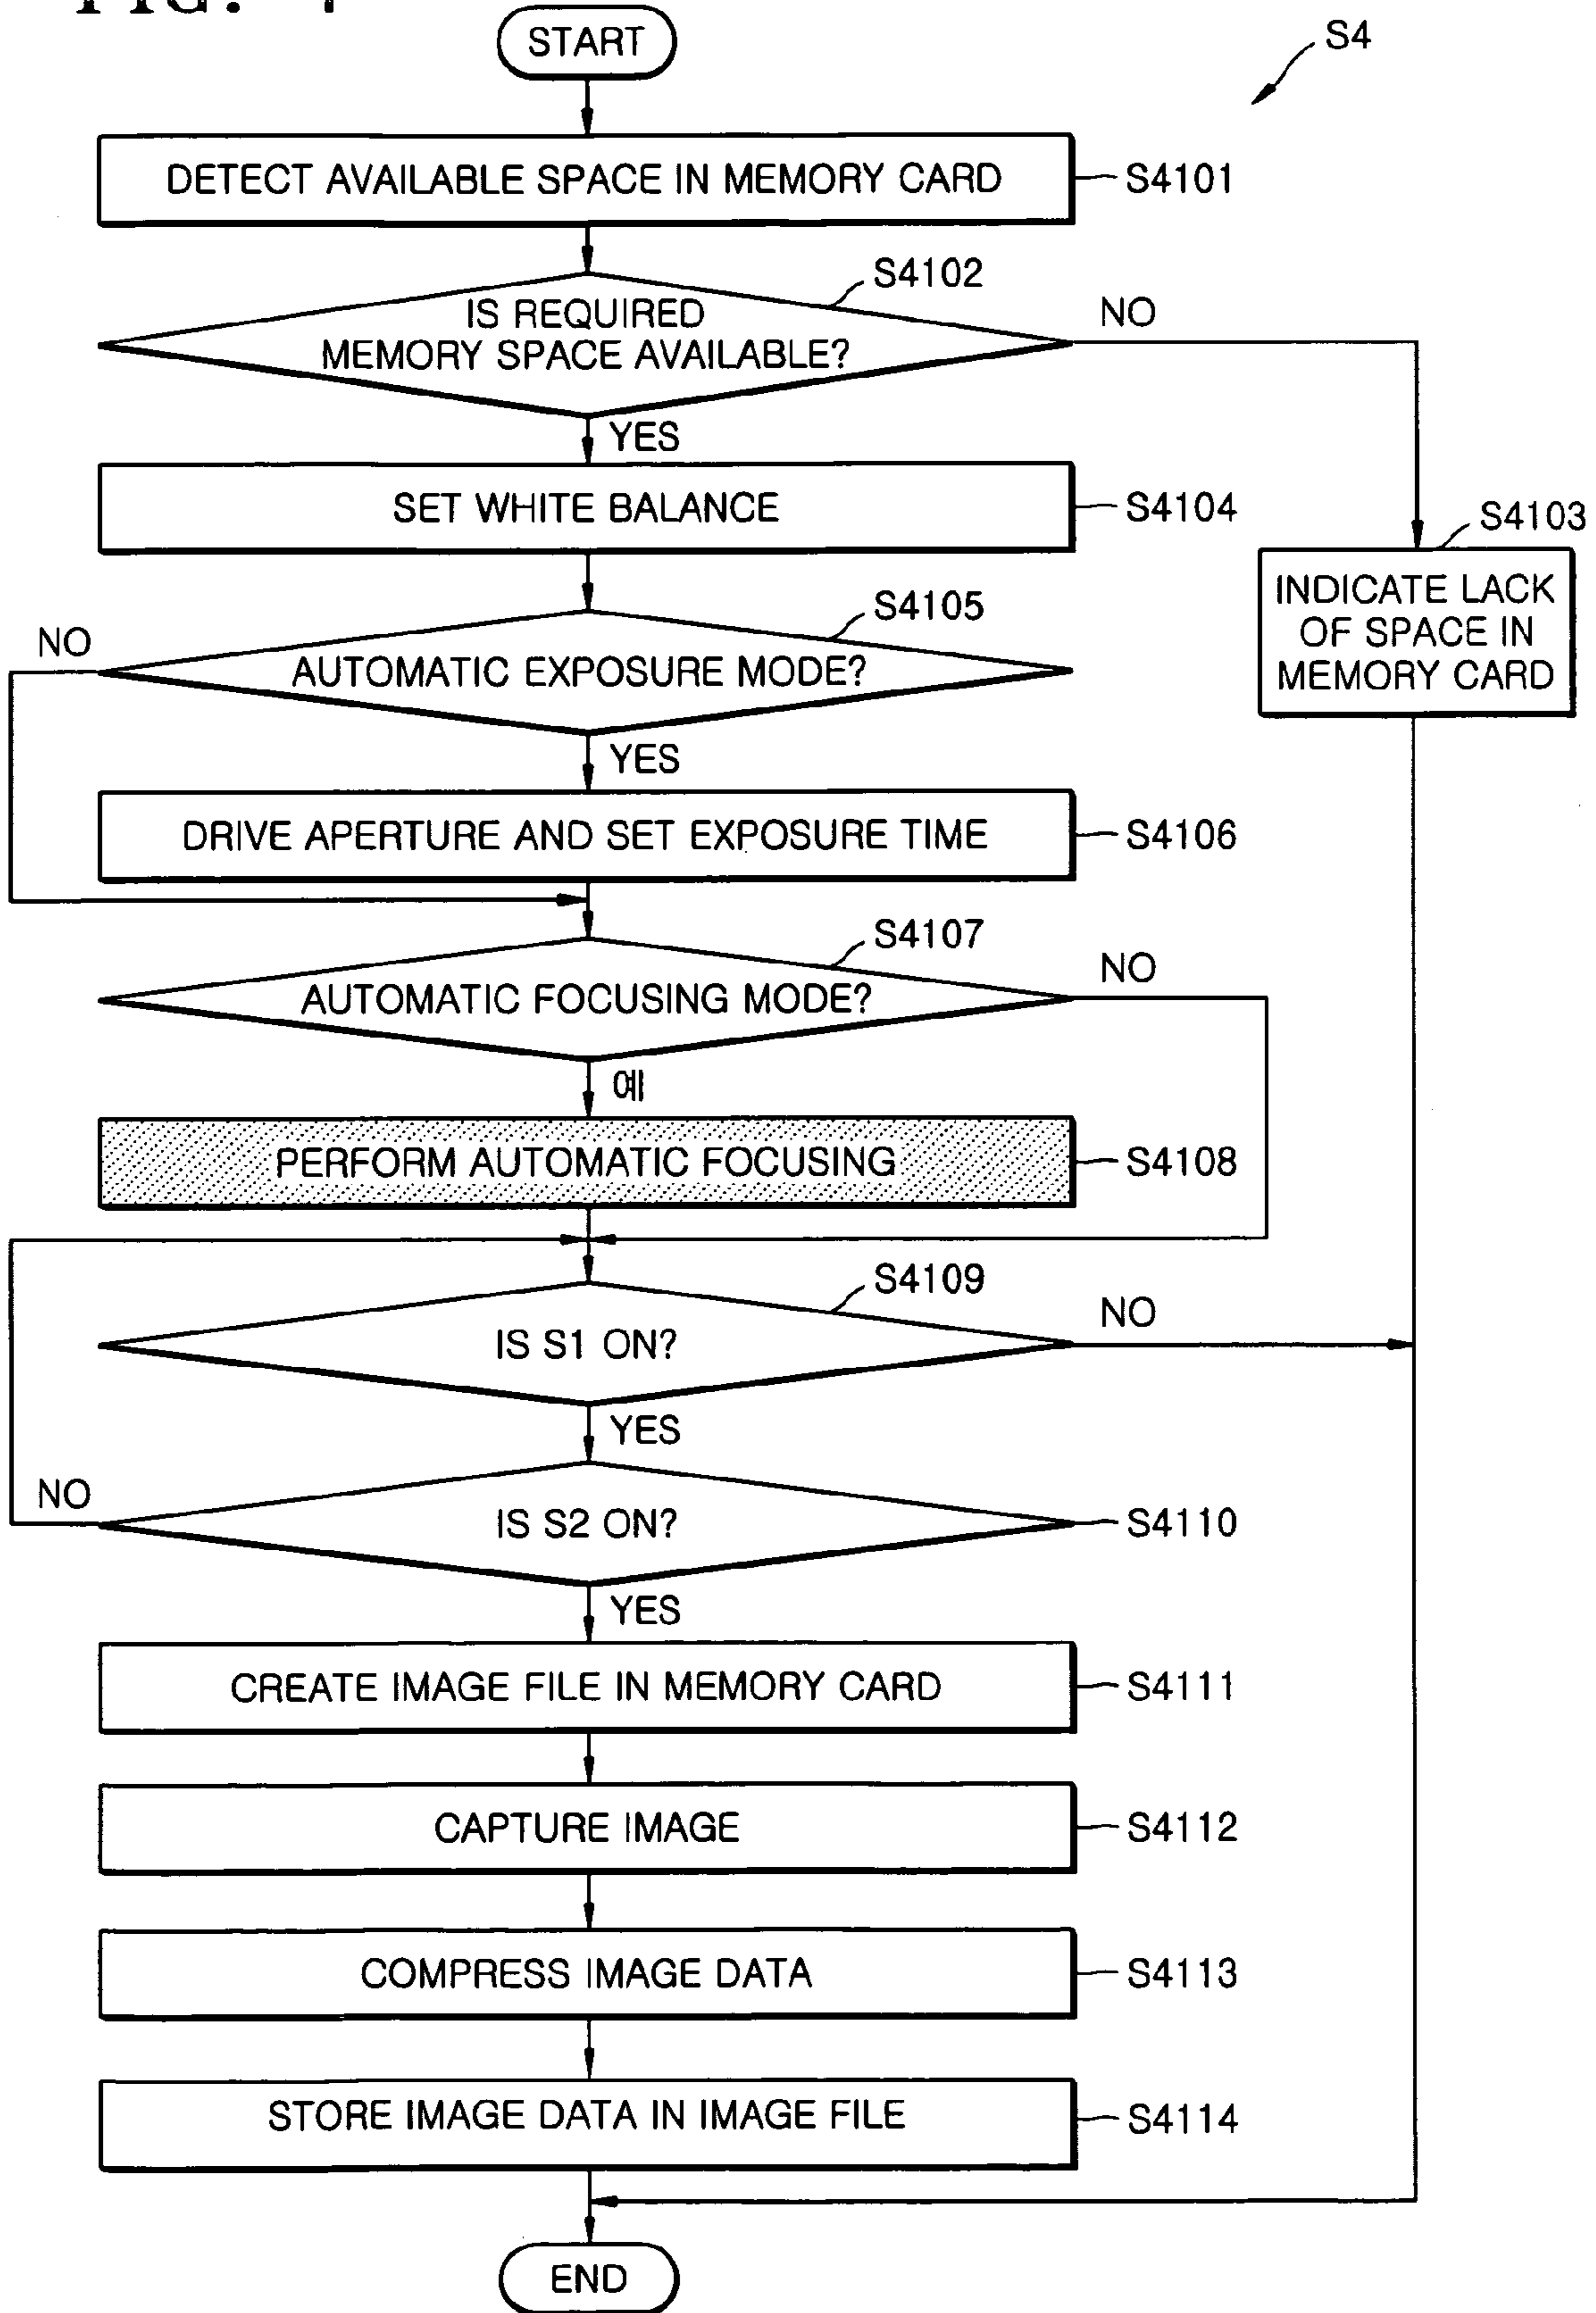 START
S4
DETECT AVAILABLE SPACE IN MEMORY CARD
S4101
S4102
IS REQUIRED
MEMORY SPACE AVAILABLE?
NO
YES
SET WHITE BALANCE
S4104
S4103
INDICATE LACK
OF SPACE IN
MEMORY CARD
S4105
NO
AUTOMATIC EXPOSURE MODE?
YES
DRIVE APERTURE AND SET EXPOSURE TIME
S4106
S4107
NO
AUTOMATIC FOCUSING MODE?
예
PERFORM AUTOMATIC FOCUSING
S4108
S4109
NO
IS S1 ON?
YES
NO
IS S2 ON?
S4110
YES
CREATE IMAGE FILE IN MEMORY CARD
S4111
CAPTURE IMAGE
S4112
COMPRESS IMAGE DATA
S4113
STORE IMAGE DATA IN IMAGE FILE
S4114
END